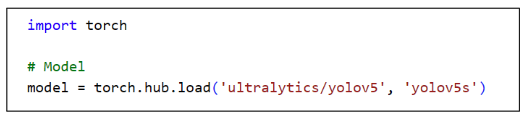 import torch
# Model
model = torch.hub.load('ultralytics/yolov5', 'yolov5s')